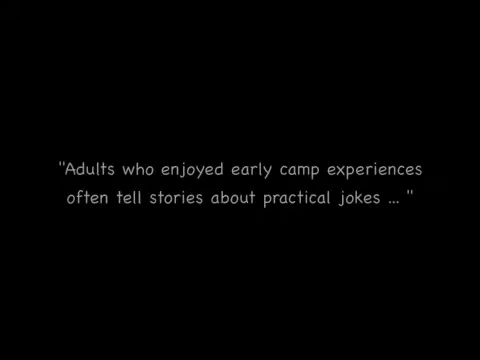 "Adults who enjoyed early camp experiences
often tell stories about practical jokes ... "